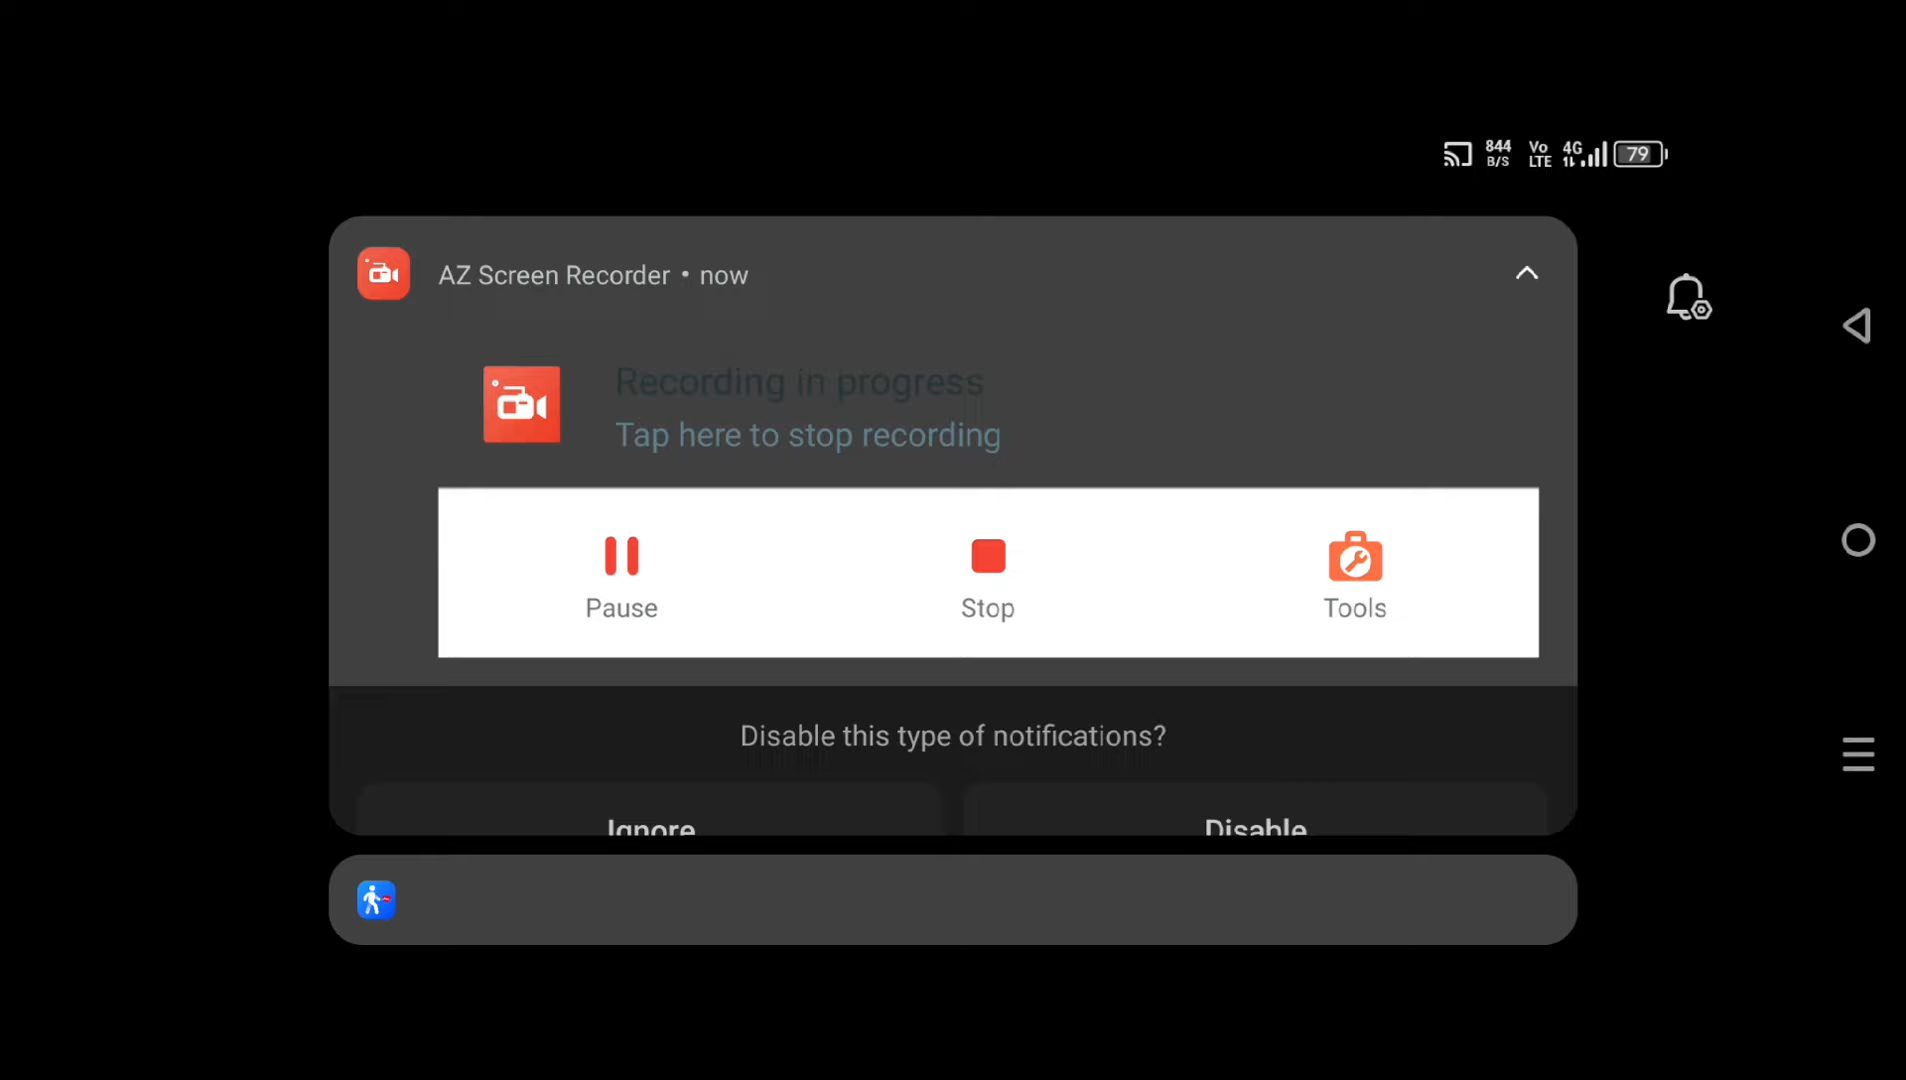 844 B/S Vo LTE 4G 79
AZ Screen Recorder • now
Recording in progress
Tap here to stop recording
Pause Stop Tools
Disable this type of notifications?
Ignore Disable